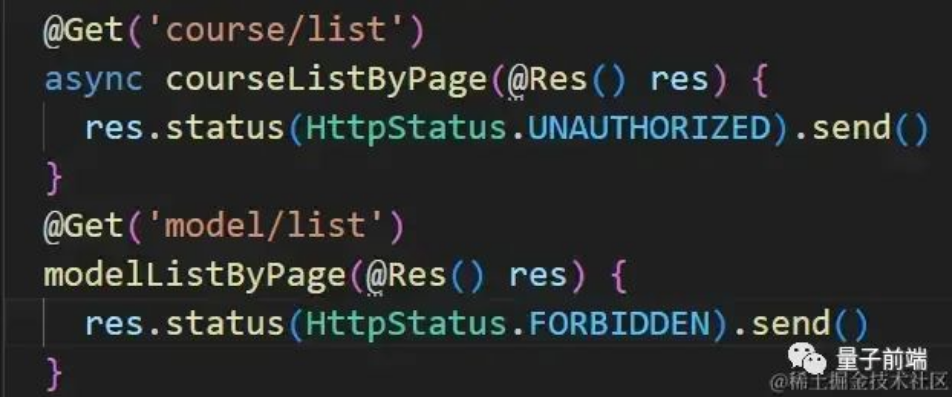 @Get('course/list')
async courseListByPage(@Res() res) {
  res.status(HttpStatus.UNAUTHORIZED).send()
}
@Get('model/list')
modelListByPage(@Res() res) {
  res.status(HttpStatus.FORBIDDEN).send()
}
量子前端
@稀土掘金技术社区